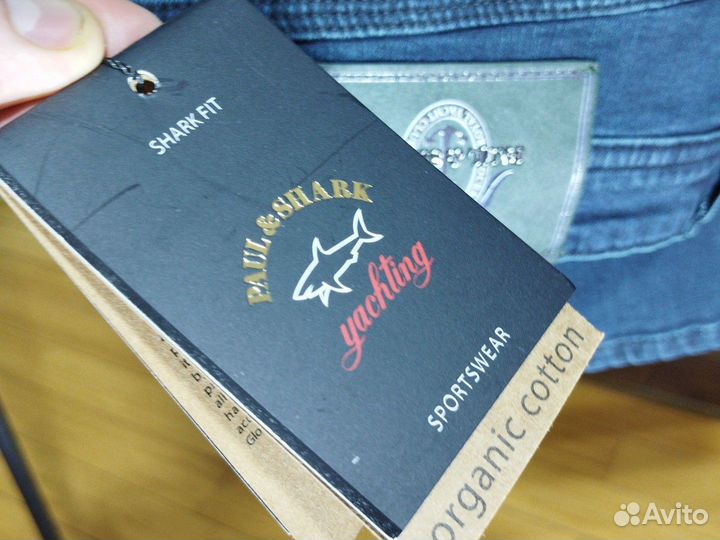 SHARK FIT
PAUL & SHARK
yachting
SPORTSWEAR
organic cotton
Avito